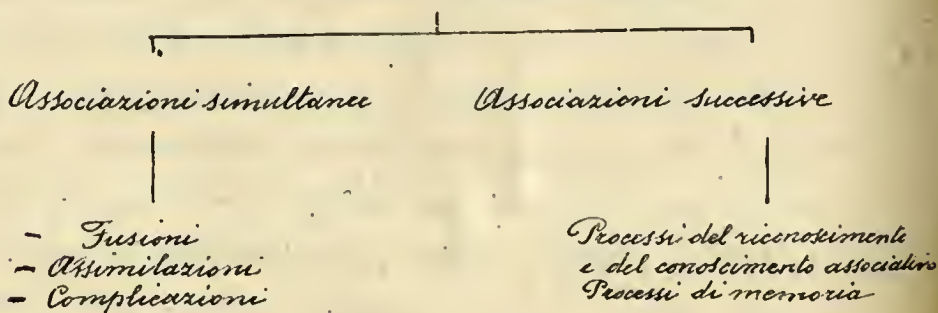 Associazioni simultanee
Associazioni successive
- Fusioni
- Assimilazioni
- Complicazioni
Processi del riconoscimento
e del conoscimento associativo
Processi di memoria